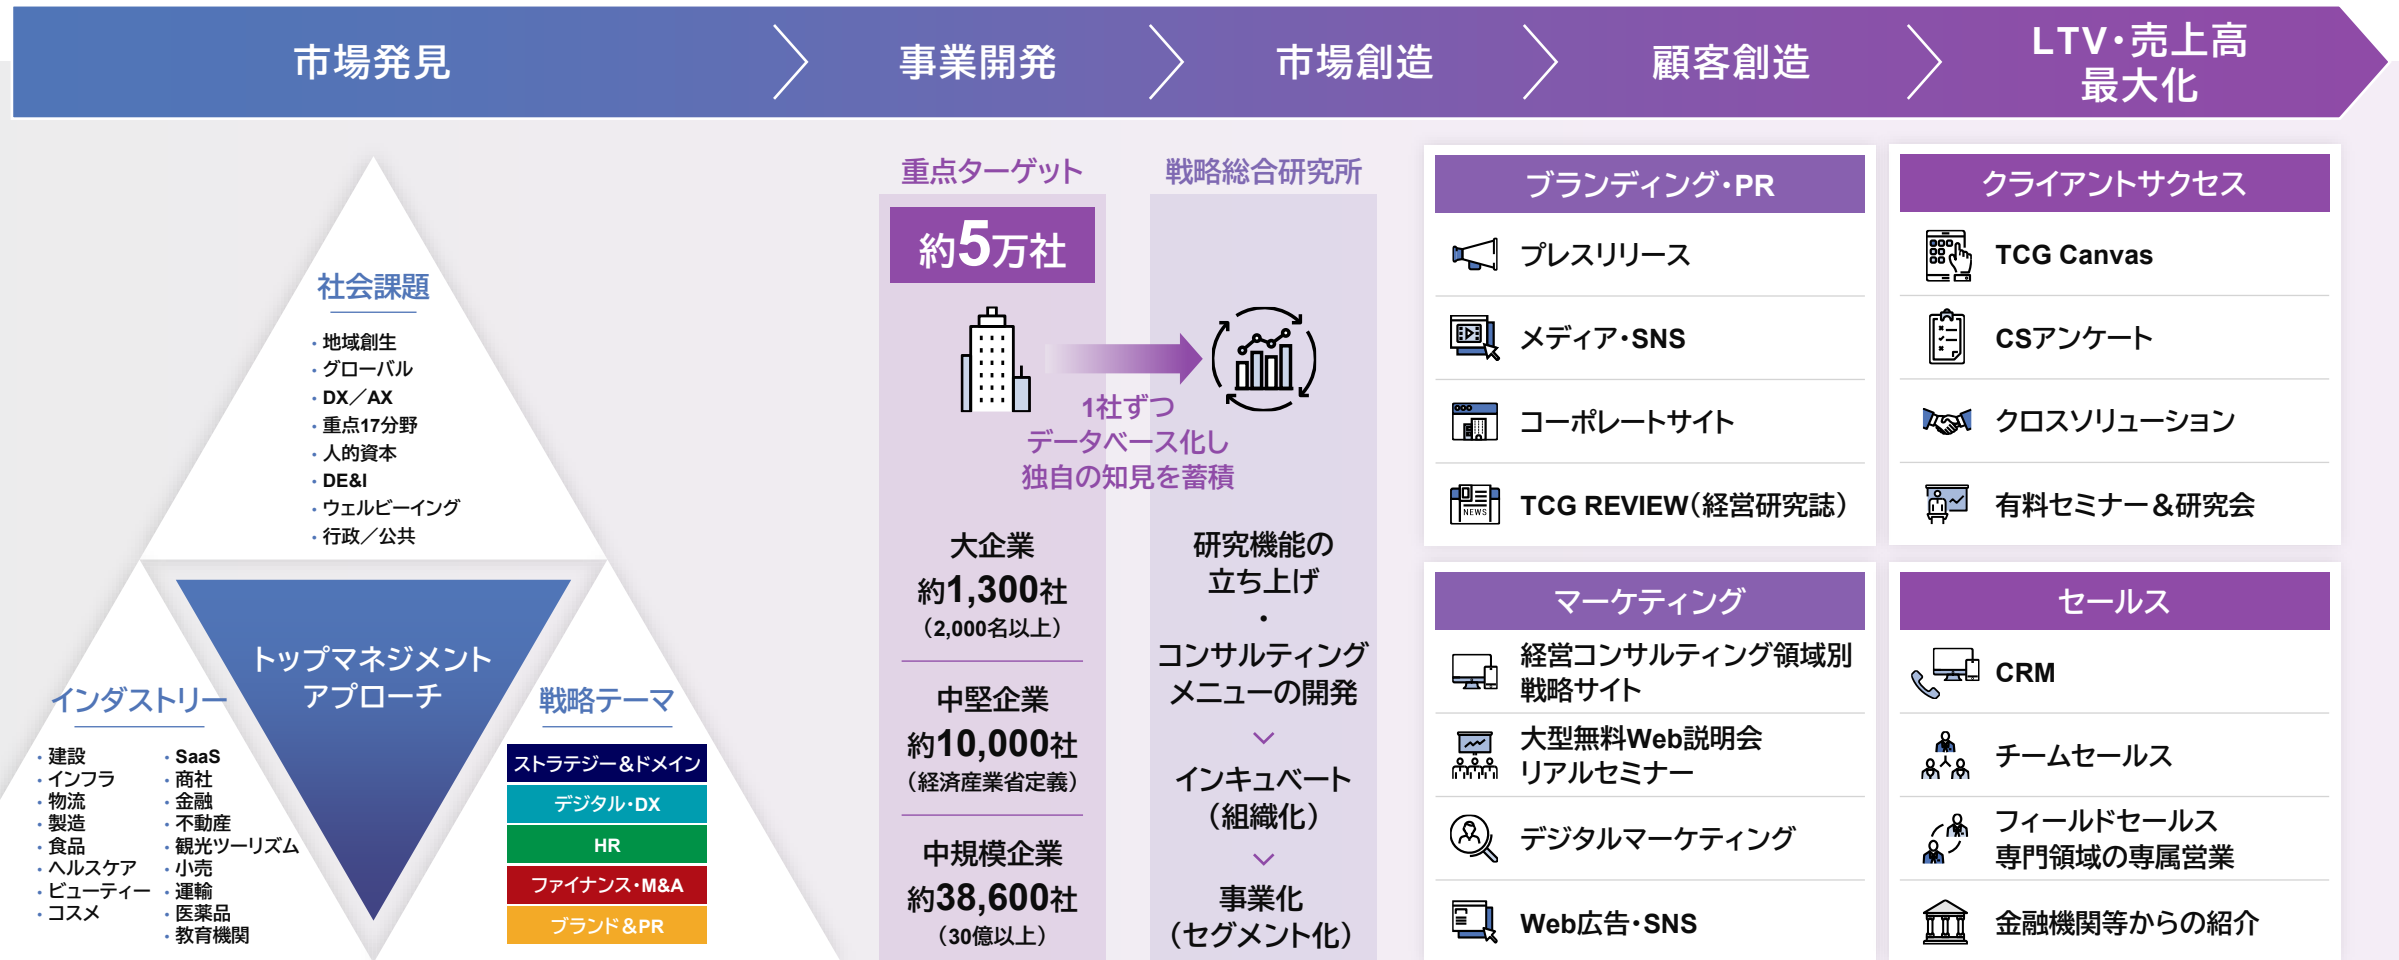 市場発見
事業開発
市場創造
顧客創造
LTV・売上高
最大化
社会課題
・地域創生
・グローバル
・DX／AX
・重点17分野
・人的資本
・DE&I
・ウェルビーイング
・行政／公共
トップマネジメント
アプローチ
インダストリー
・建設
・インフラ
・物流
・製造
・食品
・ヘルスケア
・ビューティー
・コスメ
・SaaS
・商社
・金融
・不動産
・観光ツーリズム
・小売
・運輸
・医薬品
・教育機関
戦略テーマ
ストラテジー＆ドメイン
デジタル・DX
HR
ファイナンス・M&A
ブランド＆PR
重点ターゲット
約5万社
1社ずつ
データベース化し
独自の知見を蓄積
大企業
約1,300社
（2,000名以上）
中堅企業
約10,000社
（経済産業省定義）
中規模企業
約38,600社
（30億以上）
戦略総合研究所
研究機能の
立ち上げ
・
コンサルティング
メニューの開発
インキュベート
（組織化）
事業化
（セグメント化）
ブランディング・PR
プレスリリース
メディア・SNS
コーポレートサイト
NEWS
TCG REVIEW（経営研究誌）
マーケティング
経営コンサルティング領域別
戦略サイト
大型無料Web説明会
リアルセミナー
デジタルマーケティング
Web広告・SNS
クライアントサクセス
TCG Canvas
CSアンケート
クロスソリューション
有料セミナー＆研究会
セールス
CRM
チームセールス
フィールドセールス
専門領域の専属営業
金融機関等からの紹介